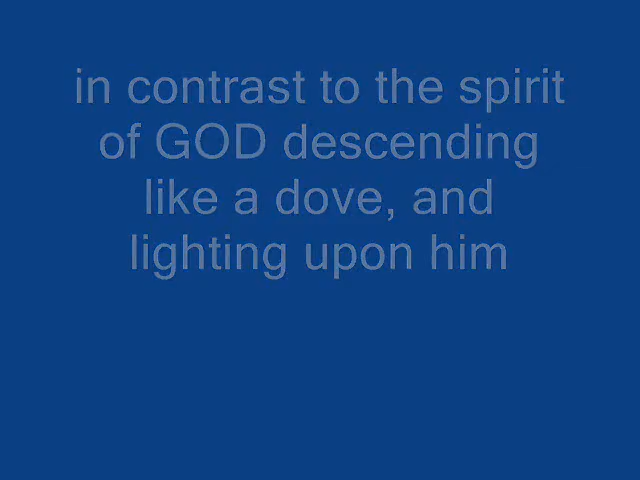 in contrast to the spirit
of GOD descending
like a dove, and
lighting upon him